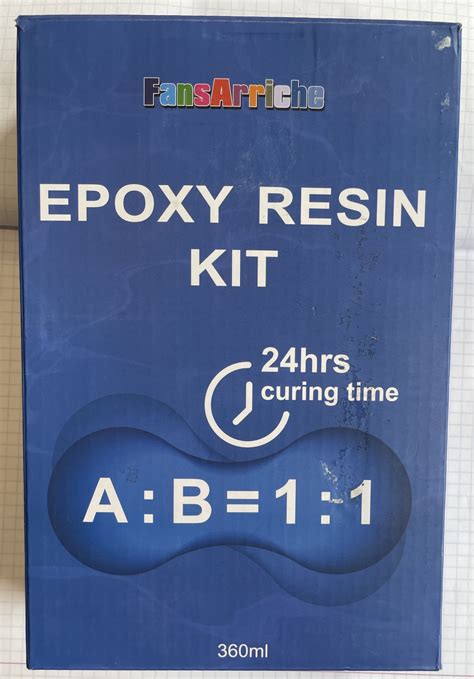 FansArriche
EPOXY RESIN
KIT
24hrs
curing time
A:B=1:1
360ml